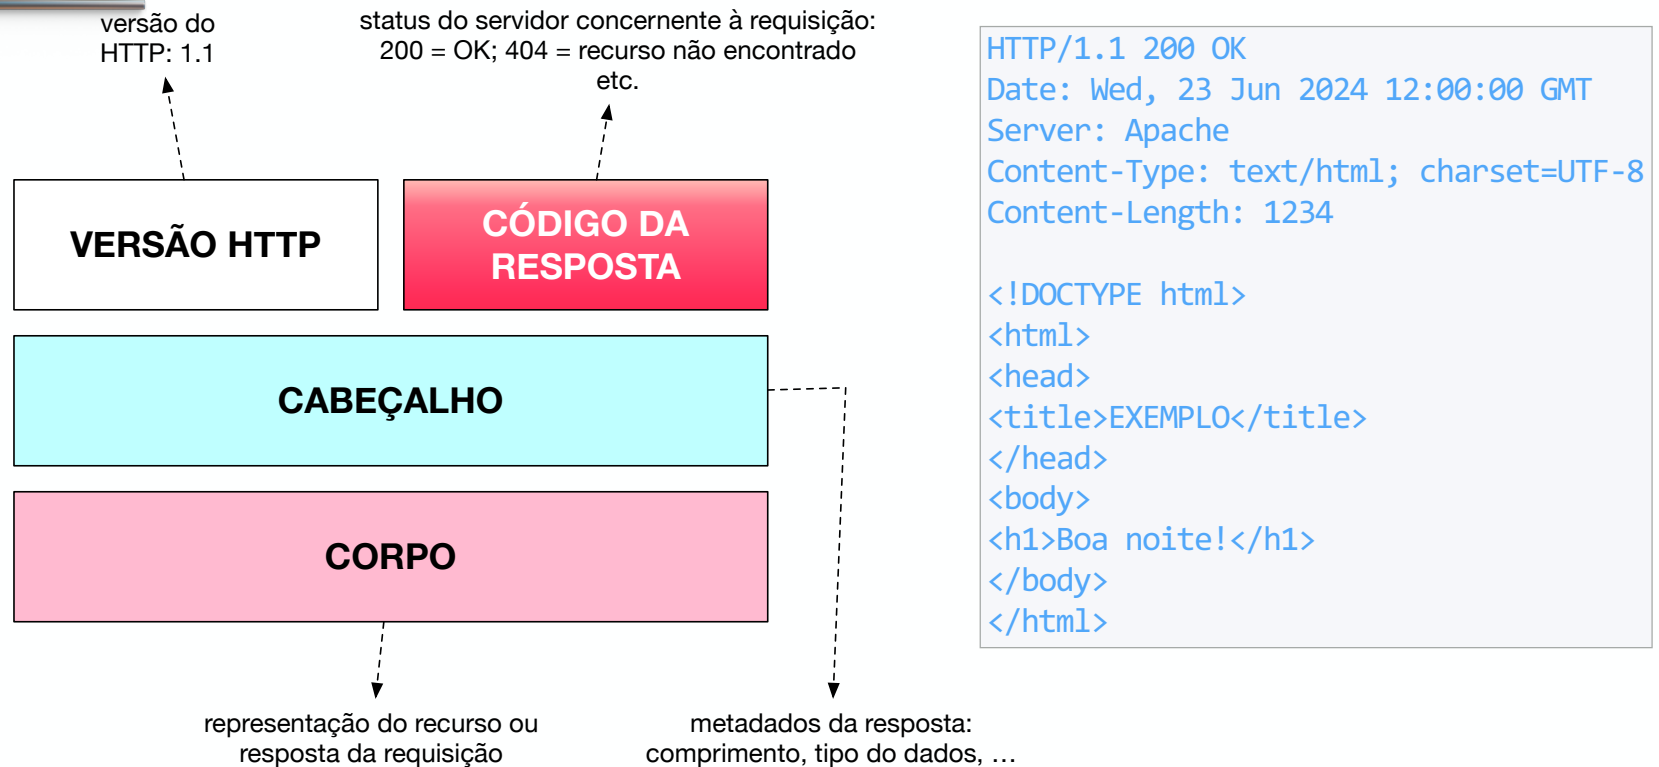 versão do
HTTP: 1.1
status do servidor concernente à requisição:
200 = OK; 404 = recurso não encontrado
etc.
VERSÃO HTTP
CÓDIGO DA
RESPOSTA
CABEÇALHO
CORPO
representação do recurso ou
resposta da requisição
metadados da resposta:
comprimento, tipo do dados, …
HTTP/1.1 200 OK
Date: Wed, 23 Jun 2024 12:00:00 GMT
Server: Apache
Content-Type: text/html; charset=UTF-8
Content-Length: 1234
<!DOCTYPE html>
<html>
<head>
<title>EXEMPLO</title>
</head>
<body>
<h1>Boa noite!</h1>
</body>
</html>